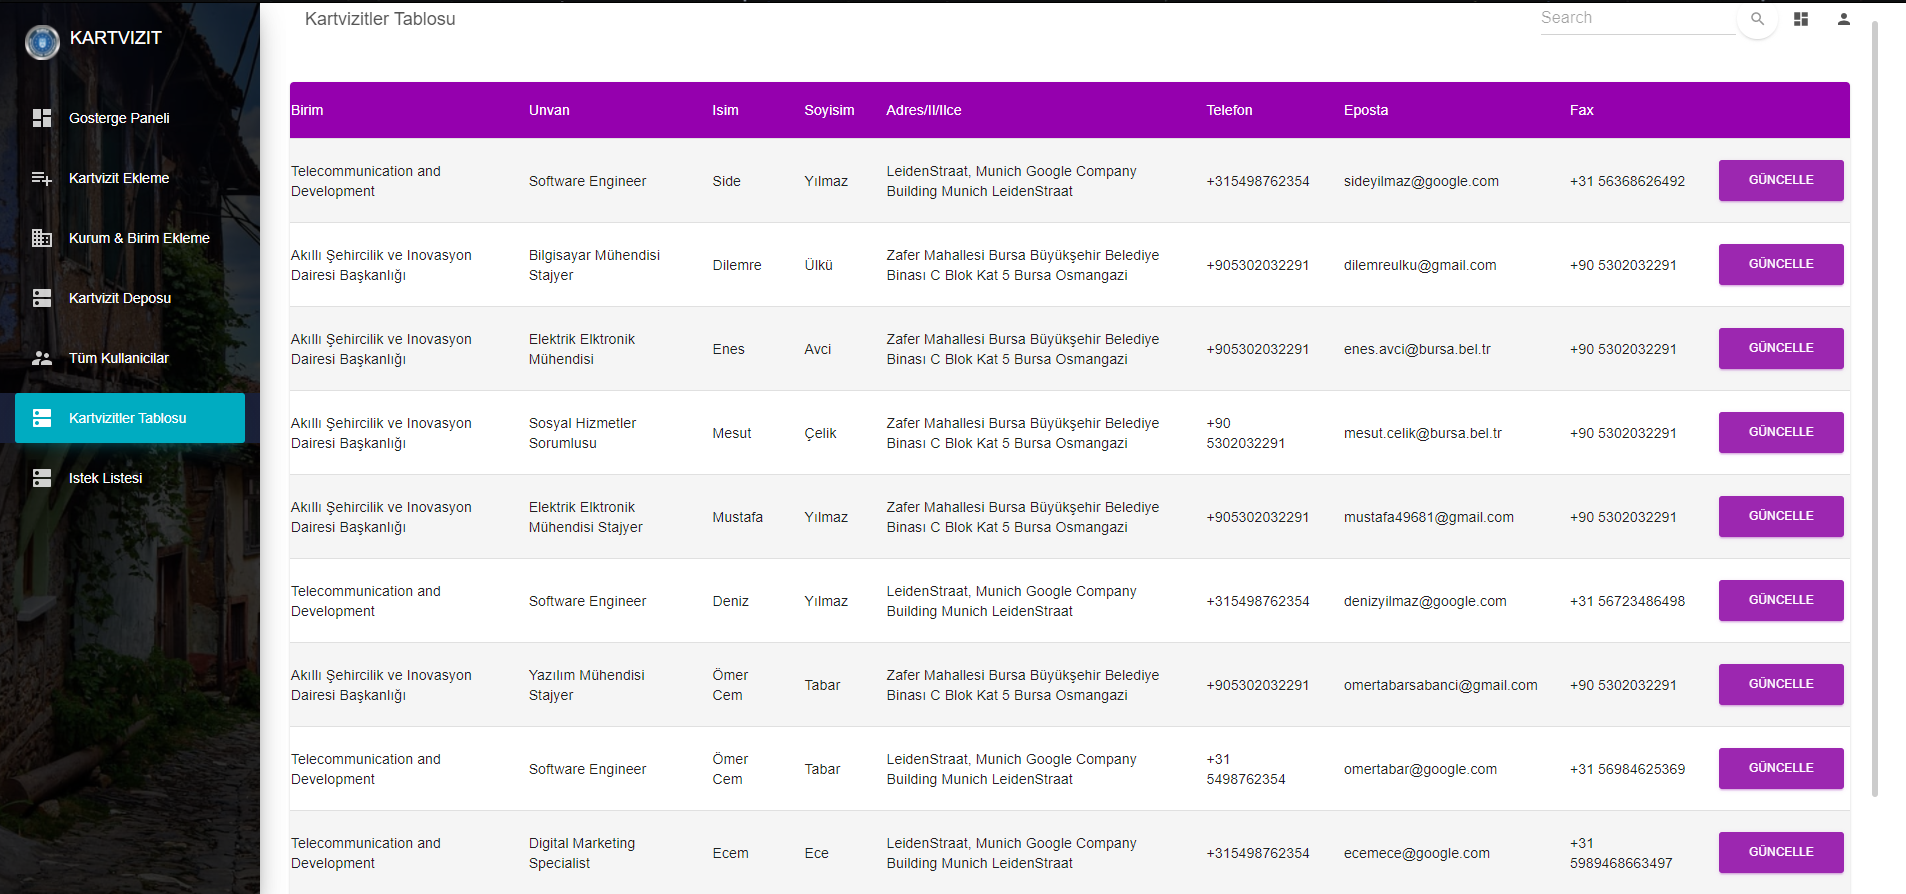 KARTVIZIT
Gosterge Paneli
Kartvizit Ekleme
Kurum & Birim Ekleme
Kartvizit Deposu
Tüm Kullanicilar
Kartvizitler Tablosu
Istek Listesi
Kartvizitler Tablosu
Search
Birim Unvan Isim Soyisim Adres/Il/Ilce Telefon Eposta Fax
Telecommunication and
Development
Software Engineer
Side
Yılmaz
LeidenStraat, Munich Google Company
Building Munich LeidenStraat
+315498762354
sideyilmaz@google.com
+31 56368626492
GÜNCELLE
Akıllı Şehircilik ve Inovasyon
Dairesi Başkanlığı
Bilgisayar Mühendisi
Stajyer
Dilemre
Ülkü
Zafer Mahallesi Bursa Büyükşehir Belediye
Binası C Blok Kat 5 Bursa Osmangazi
+905302032291
dilemreulku@gmail.com
+90 5302032291
GÜNCELLE
Akıllı Şehircilik ve Inovasyon
Dairesi Başkanlığı
Elektrik Elktronik
Mühendisi
Enes
Avci
Zafer Mahallesi Bursa Büyükşehir Belediye
Binası C Blok Kat 5 Bursa Osmangazi
+905302032291
enes.avci@bursa.bel.tr
+90 5302032291
GÜNCELLE
Akıllı Şehircilik ve Inovasyon
Dairesi Başkanlığı
Sosyal Hizmetler
Sorumlusu
Mesut
Çelik
Zafer Mahallesi Bursa Büyükşehir Belediye
Binası C Blok Kat 5 Bursa Osmangazi
+90
5302032291
mesut.celik@bursa.bel.tr
+90 5302032291
GÜNCELLE
Akıllı Şehircilik ve Inovasyon
Dairesi Başkanlığı
Elektrik Elktronik
Mühendisi Stajyer
Mustafa
Yılmaz
Zafer Mahallesi Bursa Büyükşehir Belediye
Binası C Blok Kat 5 Bursa Osmangazi
+905302032291
mustafa49681@gmail.com
+90 5302032291
GÜNCELLE
Telecommunication and
Development
Software Engineer
Deniz
Yılmaz
LeidenStraat, Munich Google Company
Building Munich LeidenStraat
+315498762354
denizyilmaz@google.com
+31 56723486498
GÜNCELLE
Akıllı Şehircilik ve Inovasyon
Dairesi Başkanlığı
Yazılım Mühendisi
Stajyer
Ömer
Cem
Tabar
Zafer Mahallesi Bursa Büyükşehir Belediye
Binası C Blok Kat 5 Bursa Osmangazi
+905302032291
omertabarsabanci@gmail.com
+90 5302032291
GÜNCELLE
Telecommunication and
Development
Software Engineer
Ömer
Cem
Tabar
LeidenStraat, Munich Google Company
Building Munich LeidenStraat
+31
5498762354
omertabar@google.com
+31 56984625369
GÜNCELLE
Telecommunication and
Development
Digital Marketing
Specialist
Ecem
Ece
LeidenStraat, Munich Google Company
Building Munich LeidenStraat
+315498762354
ecemece@google.com
+31
5989468663497
GÜNCELLE